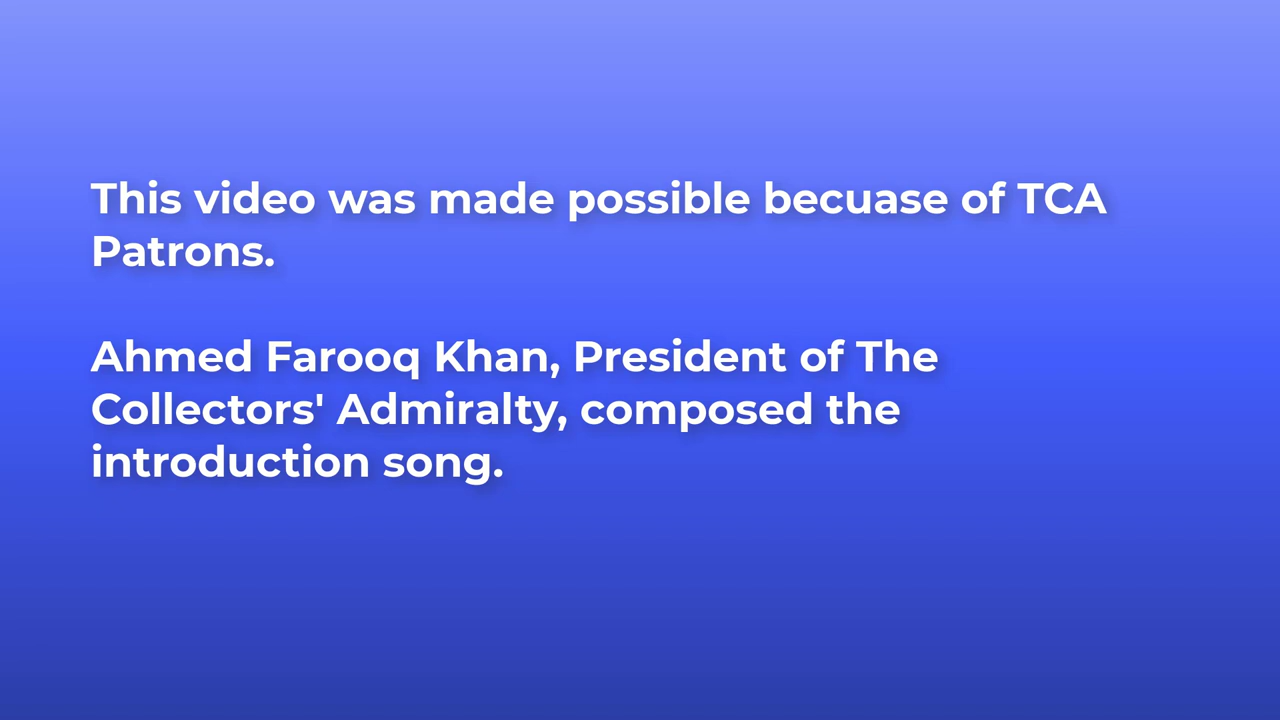 This video was made possible becuase of TCA
Patrons.
Ahmed Farooq Khan, President of The
Collectors' Admiralty, composed the
introduction song.